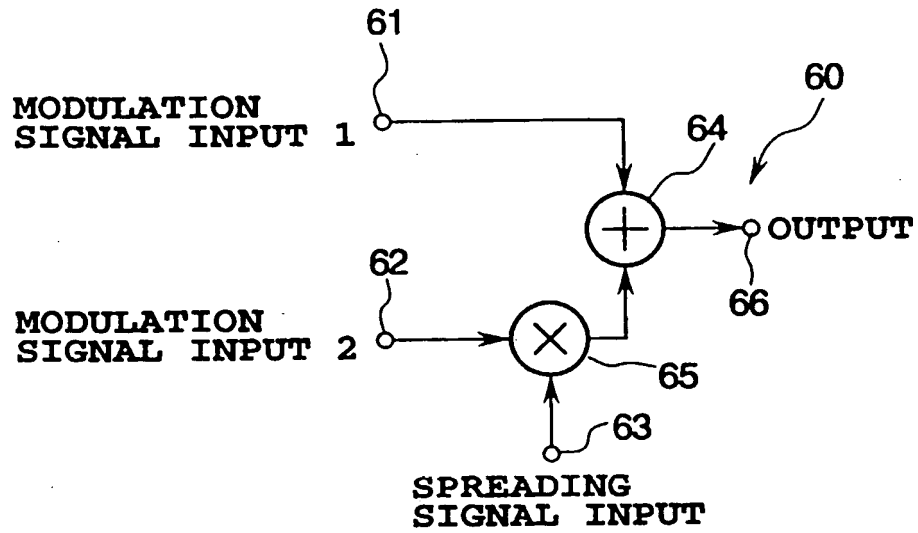 61
60
MODULATION
SIGNAL INPUT 1
64
OUTPUT
62
66
MODULATION
SIGNAL INPUT 2
65
63
SPREADING
SIGNAL INPUT